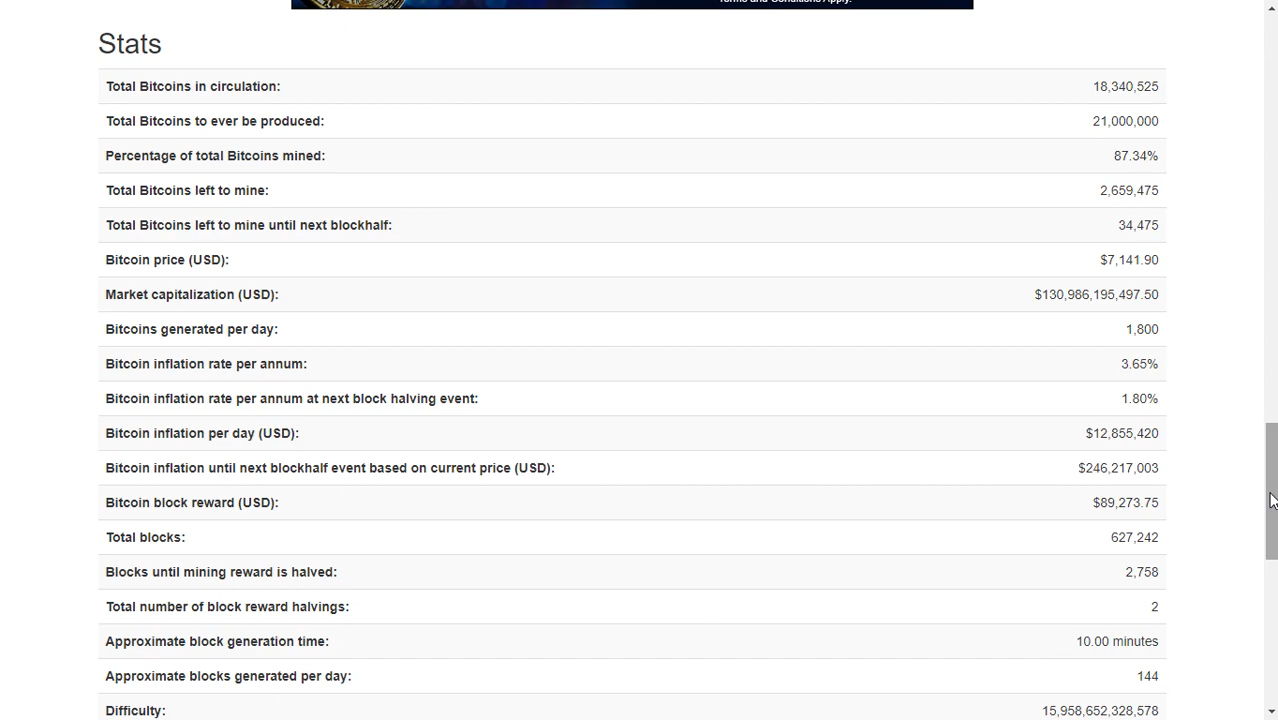 Terms and Conditions Apply.
Stats
Total Bitcoins in circulation: 18,340,525
Total Bitcoins to ever be produced: 21,000,000
Percentage of total Bitcoins mined: 87.34%
Total Bitcoins left to mine: 2,659,475
Total Bitcoins left to mine until next blockhalf: 34,475
Bitcoin price (USD): $7,141.90
Market capitalization (USD): $130,986,195,497.50
Bitcoins generated per day: 1,800
Bitcoin inflation rate per annum: 3.65%
Bitcoin inflation rate per annum at next block halving event: 1.80%
Bitcoin inflation per day (USD): $12,855,420
Bitcoin inflation until next blockhalf event based on current price (USD): $246,217,003
Bitcoin block reward (USD): $89,273.75
Total blocks: 627,242
Blocks until mining reward is halved: 2,758
Total number of block reward halvings: 2
Approximate block generation time: 10.00 minutes
Approximate blocks generated per day: 144
Difficulty: 15,958,652,328,578